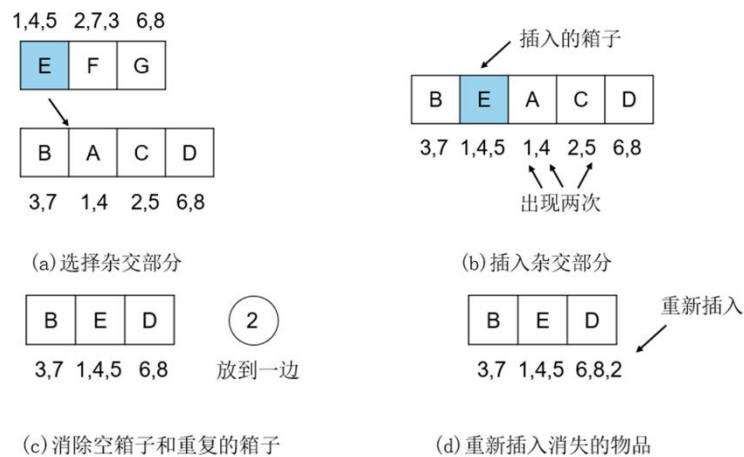 1,4,5 2,7,3 6,8
E F G
B A C D
3,7 1,4 2,5 6,8
(a)选择杂交部分
插入的箱子
B E A C D
3,7 1,4,5 1,4 2,5 6,8
出现两次
(b)插入杂交部分
B E D
2
3,7 1,4,5 6,8
放到一边
(c)消除空箱子和重复的箱子
重新插入
B E D
3,7 1,4,5 6,8,2
(d)重新插入消失的物品